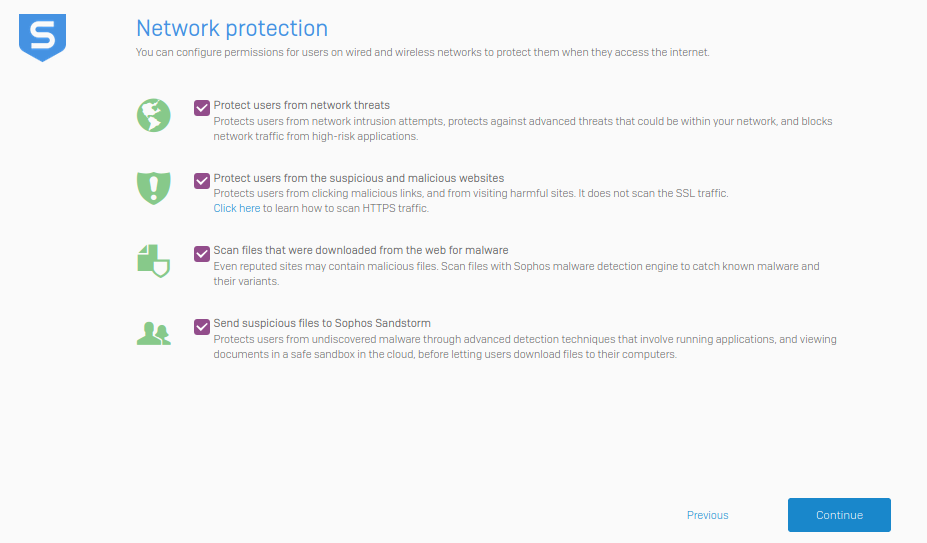 S
Network protection
You can configure permissions for users on wired and wireless networks to protect them when they access the internet.
Protect users from network threats
Protects users from network intrusion attempts, protects against advanced threats that could be within your network, and blocks
network traffic from high-risk applications.
Protect users from the suspicious and malicious websites
Protects users from clicking malicious links, and from visiting harmful sites. It does not scan the SSL traffic.
Click here to learn how to scan HTTPS traffic.
Scan files that were downloaded from the web for malware
Even reputed sites may contain malicious files. Scan files with Sophos malware detection engine to catch known malware and
their variants.
Send suspicious files to Sophos Sandstorm
Protects users from undiscovered malware through advanced detection techniques that involve running applications, and viewing
documents in a safe sandbox in the cloud, before letting users download files to their computers.
Previous
Continue